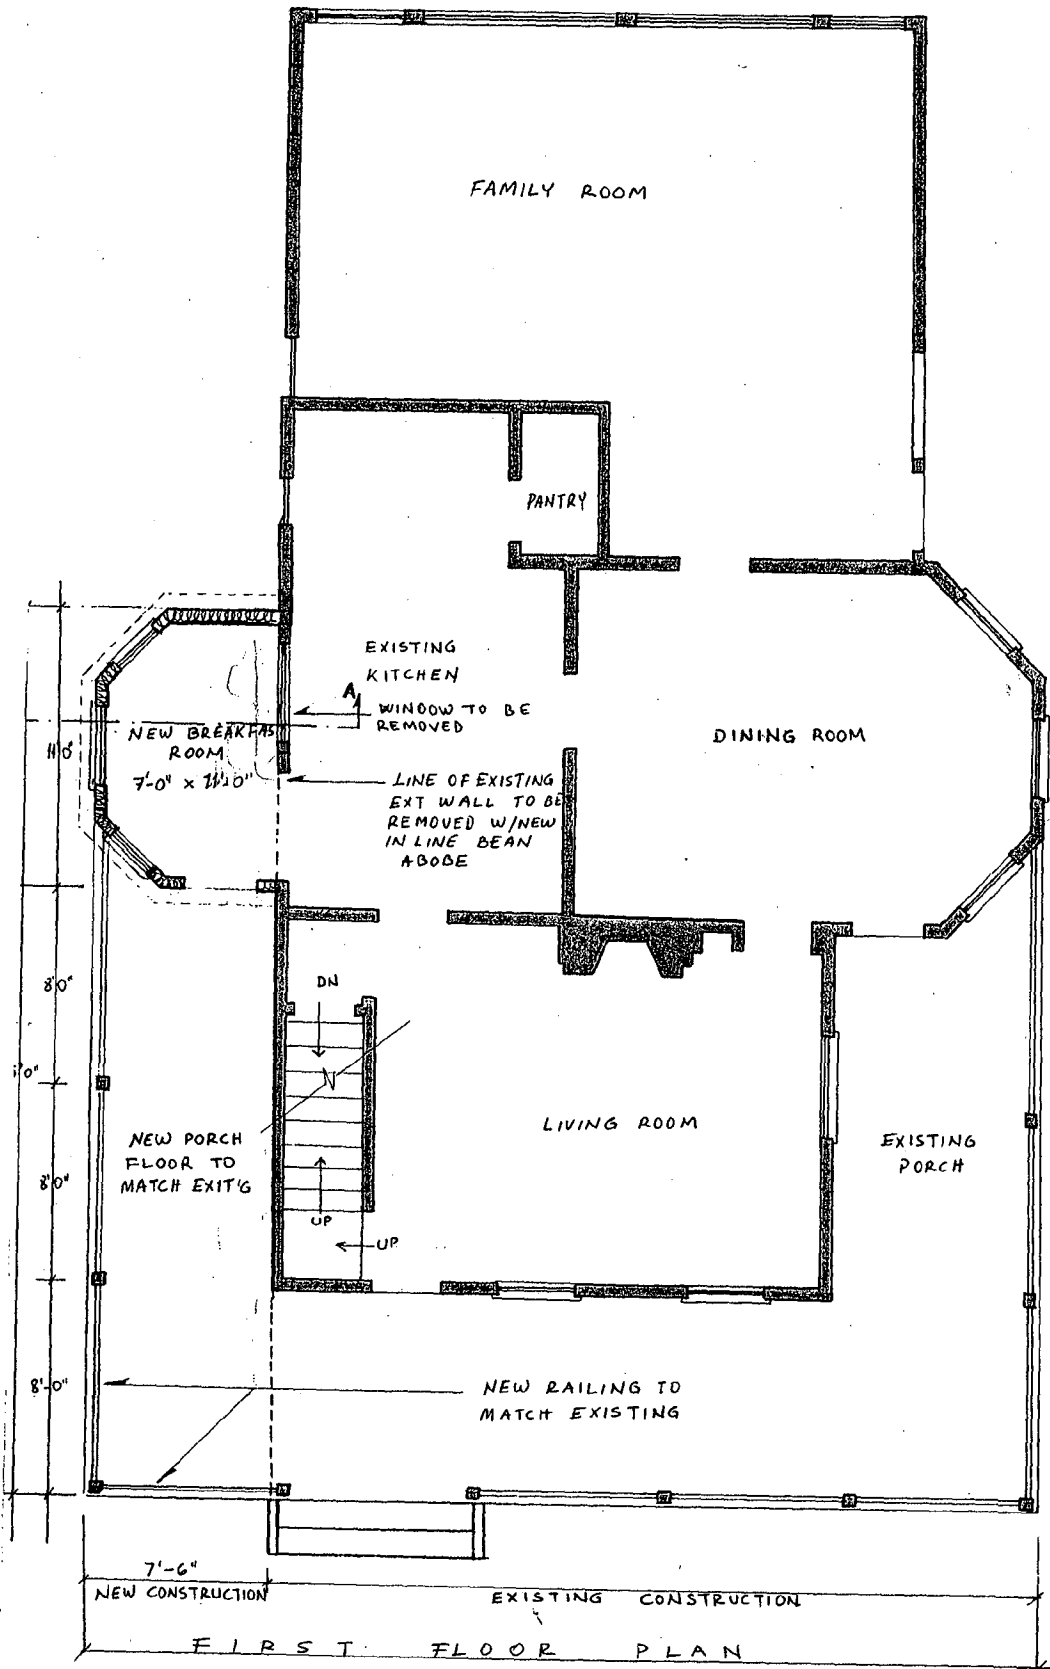 FAMILY ROOM
PANTRY
EXISTING
KITCHEN
A
WINDOW TO BE
REMOVED
NEW BREAKFAS
ROOM
7'-0" x 11'-0"
11'0"
DINING ROOM
LINE OF EXISTING
EXT WALL TO BE
REMOVED W/NEW
IN LINE BEAN
ABOBE
8'0"
DN
N
LIVING ROOM
NEW PORCH
FLOOR TO
MATCH EXIT'G
EXISTING
PORCH
8'0"
UP
UP
8'-0"
NEW RAILING TO
MATCH EXISTING
7'-6"
NEW CONSTRUCTION
EXISTING CONSTRUCTION
FIRST FLOOR PLAN